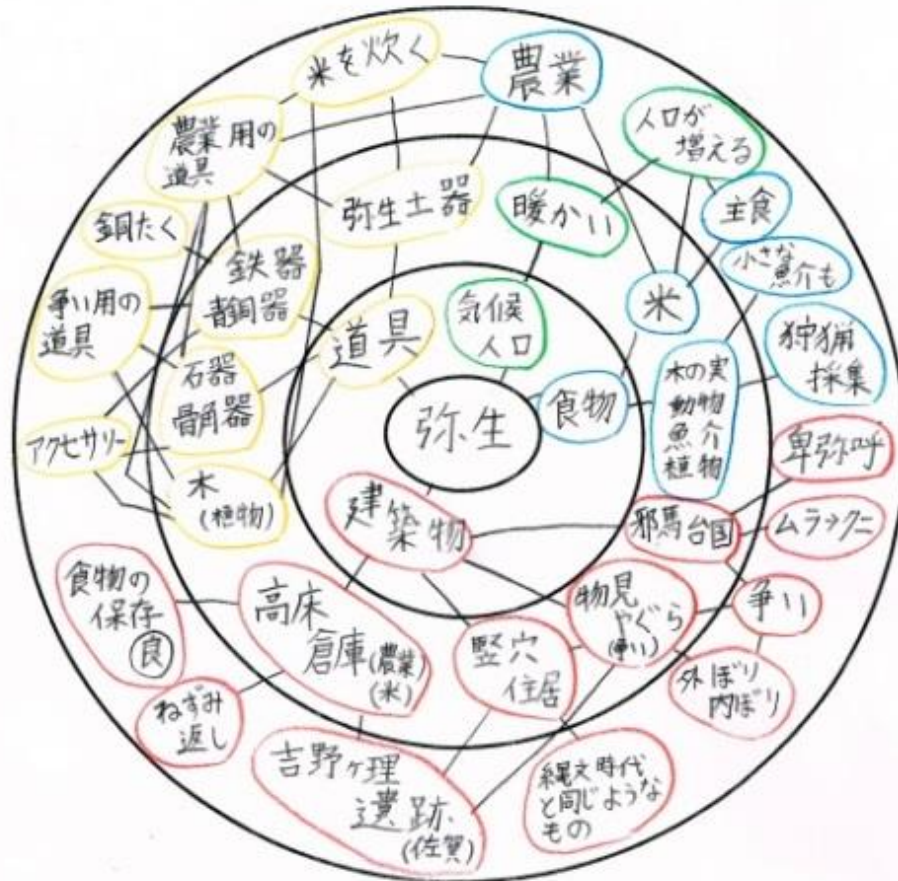 米を炊く
農業
農業用の
道具
人口が
増える
弥生土器
暖かい
主食
銅たく
鉄器
青銅器
小さな
魚介も
争い用の
道具
道具
気候
人口
米
狩猟
採集
石器
骨角器
弥生
食物
木の実
動物
魚介
植物
アクセサリー
木
(植物)
卑弥呼
建築物
邪馬台国
ムラックニ
食物の
保存
食
高床
倉庫(農業)
(米)
物見
やぐら
(争い)
争い
竪穴
住居
外ぼり
内ぼり
ねずみ
返し
吉野ヶ理
遺跡
(佐賀)
縄文時代
と同じような
もの